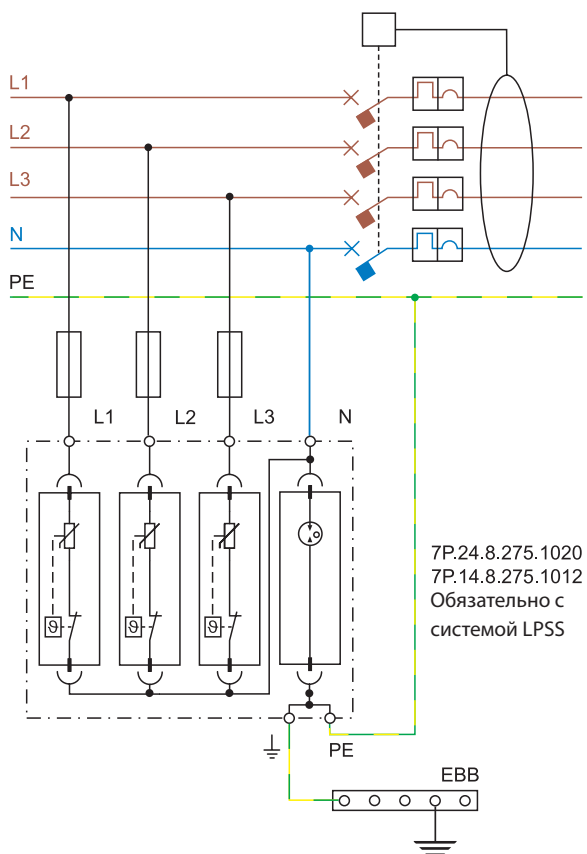 L1
L2
L3
N
PE
L1
L2
L3
N
ϑ
ϑ
ϑ
7P.24.8.275.1020
7P.14.8.275.1012
Обязательно с
системой LPSS
PE
EBB